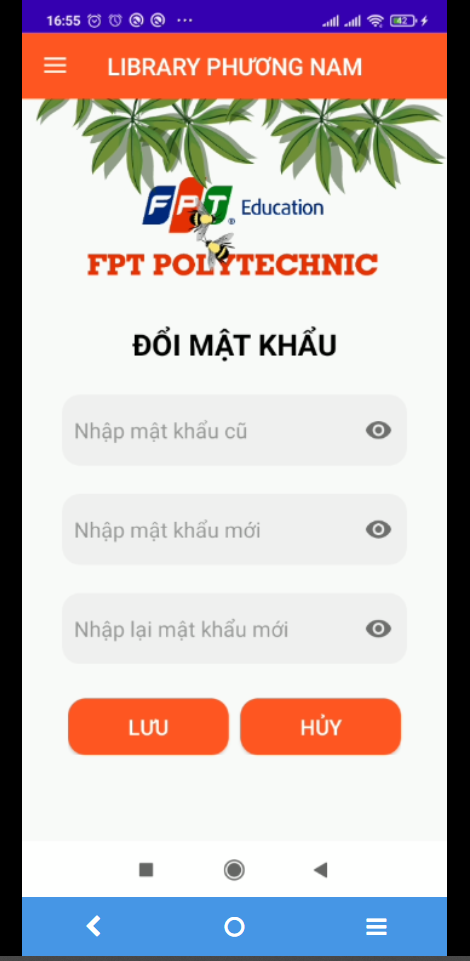 16:55
42
LIBRARY PHƯƠNG NAM
FPT Education
FPT POLYTECHNIC
ĐỔI MẬT KHẨU
Nhập mật khẩu cũ
Nhập mật khẩu mới
Nhập lại mật khẩu mới
LƯU
HỦY